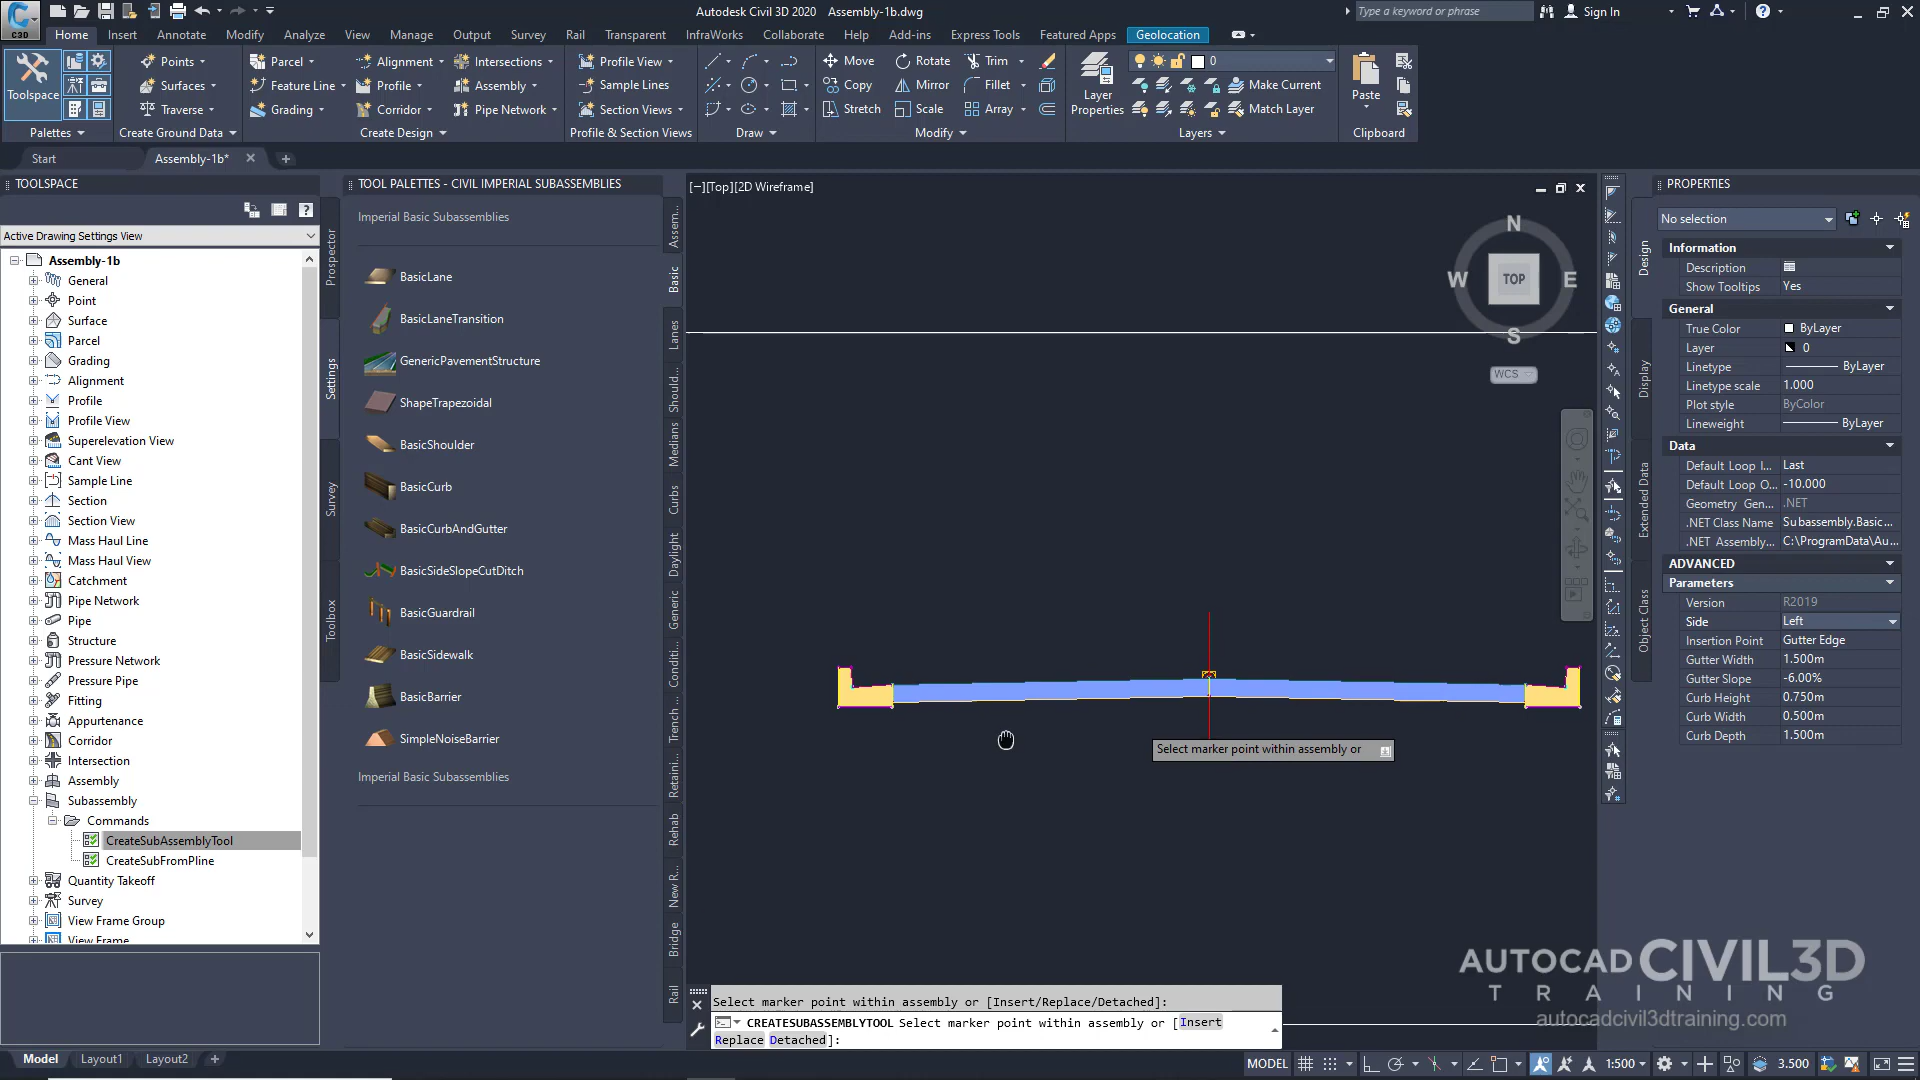 Autodesk Civil 3D 2020 Assembly-1b.dwg
Type a keyword or phrase
Sign In
C3D
Home Insert Annotate Modify Analyze View Manage Output Survey Rail Transparent InfraWorks Collaborate Help Add-ins Express Tools Featured Apps Geolocation
Toolspace
Points
Surfaces
Traverse
Parcel
Feature Line
Grading
Alignment
Profile
Corridor
Intersections
Assembly
Pipe Network
Profile View
Sample Lines
Section Views
Move
Copy
Stretch
Rotate
Mirror
Scale
Trim
Fillet
Array
Layer
Properties
0
Make Current
Match Layer
Paste
Palettes Create Ground Data Create Design Profile & Section Views Draw Modify Layers Clipboard
Start
Assembly-1b*
TOOLSPACE
Active Drawing Settings View
Assembly-1b
General
Point
Surface
Parcel
Grading
Alignment
Profile
Profile View
Superelevation View
Cant View
Sample Line
Section
Section View
Mass Haul Line
Mass Haul View
Catchment
Pipe Network
Pipe
Structure
Pressure Network
Pressure Pipe
Fitting
Appurtenance
Corridor
Intersection
Assembly
Subassembly
Commands
CreateSubAssemblyTool
CreateSubFromPline
Quantity Takeoff
Survey
View Frame Group
View Frame
Prospector
Settings
Survey
Toolbox
TOOL PALETTES - CIVIL IMPERIAL SUBASSEMBLIES
Imperial Basic Subassemblies
BasicLane
BasicLaneTransition
GenericPavementStructure
ShapeTrapezoidal
BasicShoulder
BasicCurb
BasicCurbAndGutter
BasicSideSlopeCutDitch
BasicGuardrail
BasicSidewalk
BasicBarrier
SimpleNoiseBarrier
Imperial Basic Subassemblies
Assem...
Basic
Lanes
Should...
Medians
Curbs
Daylight
Generic
Conditi...
Trench ...
Retaini...
Rehab
New R...
Bridge
Rail
[−][Top][2D Wireframe]
N
W TOP E
S
WCS
Select marker point within assembly or
Select marker point within assembly or [Insert/Replace/Detached]:
CREATESUBASSEMBLYTOOL Select marker point within assembly or [Insert
Replace Detached]:
PROPERTIES
No selection
Information
Description
Show Tooltips Yes
General
True Color ByLayer
Layer 0
Linetype ByLayer
Linetype scale 1.000
Plot style ByColor
Lineweight ByLayer
Data
Default Loop I... Last
Default Loop O... -10.000
Geometry Gen... .NET
.NET Class Name Subassembly.Basic...
.NET Assembly... C:\ProgramData\Au...
ADVANCED
Parameters
Version R2019
Side Left
Insertion Point Gutter Edge
Gutter Width 1.500m
Gutter Slope -6.00%
Curb Height 0.750m
Curb Width 0.500m
Curb Depth 1.500m
Design
Display
Extended Data
Object Class
AUTOCAD CIVIL3D
TRAINING
autocadcivil3dtraining.com
Model Layout1 Layout2
MODEL 1:500 3.500